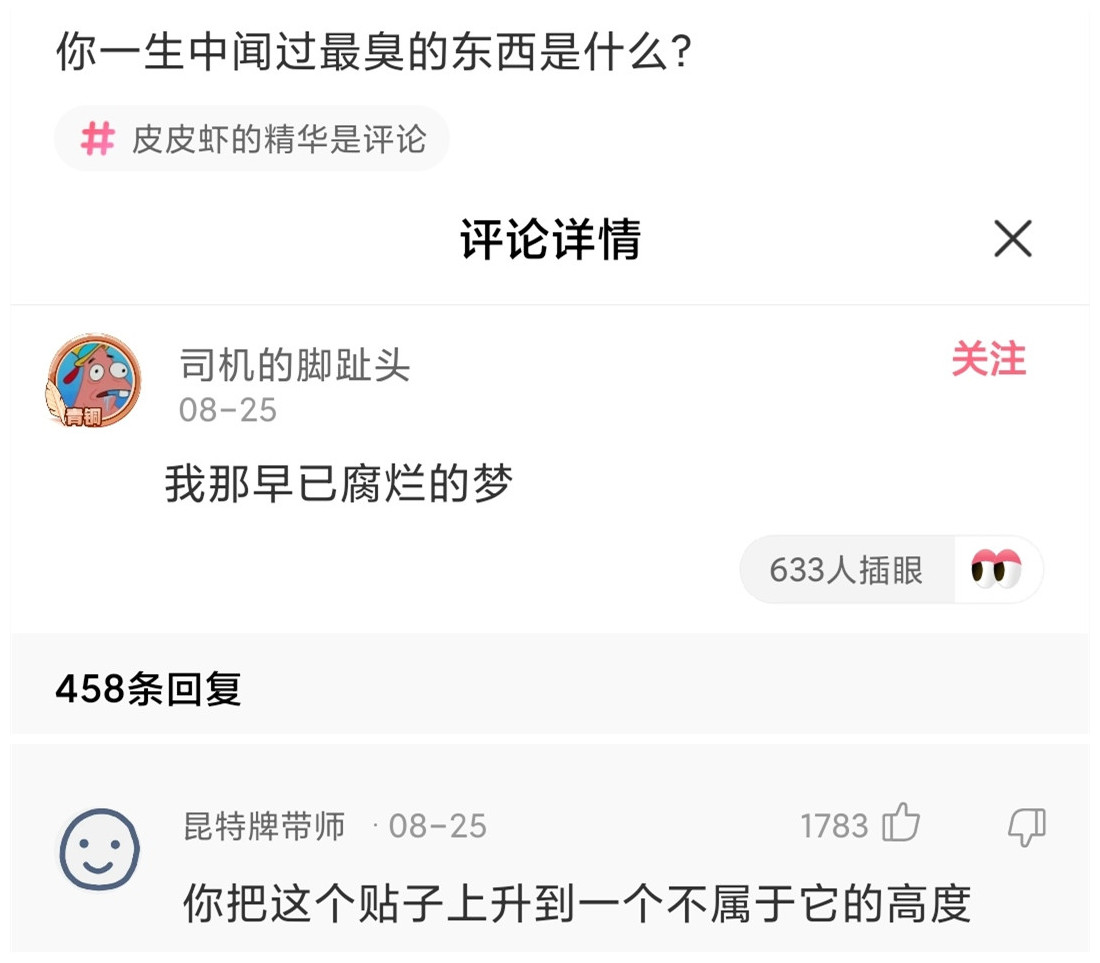 你一生中闻过最臭的东西是什么?
# 皮皮虾的精华是评论
评论详情
司机的脚趾头
关注
08-25
青铜
我那早已腐烂的梦
633人插眼
458条回复
昆特牌带师 · 08-25
1783
你把这个贴子上升到一个不属于它的高度